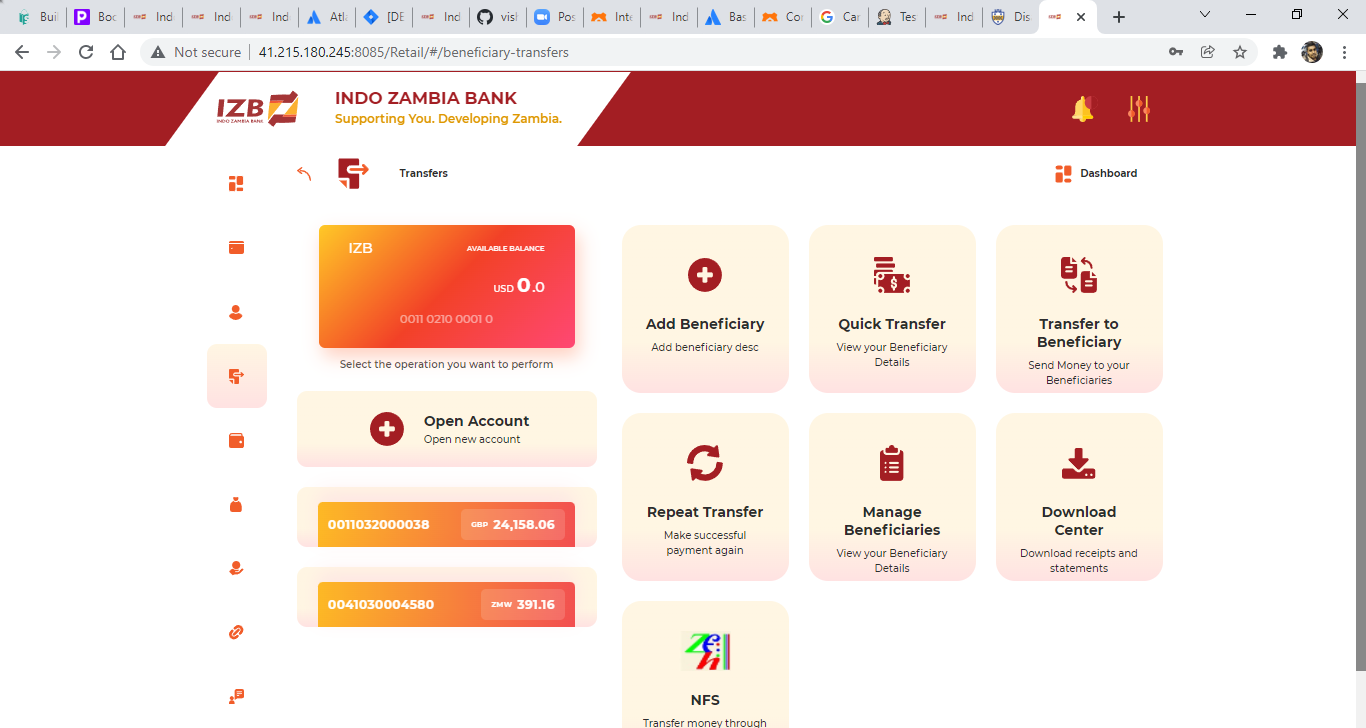 Bui
Boc
Ind
Ind
Ind
Atl
[DE
Ind
visl
Pos
Inte
Ind
Bas
Cor
Car
Tes
Ind
Dis
Not secure
41.215.180.245:8085/Retail/#/beneficiary-transfers
IZB
INDO ZAMBIA BANK
INDO ZAMBIA BANK
Supporting You. Developing Zambia.
Transfers
Dashboard
IZB
AVAILABLE BALANCE
USD 0.0
0011 0210 0001 0
Select the operation you want to perform
Open Account
Open new account
0011032000038
GBP 24,158.06
0041030004580
ZMW 391.16
Add Beneficiary
Add beneficiary desc
Quick Transfer
View your Beneficiary
Details
Transfer to
Beneficiary
Send Money to your
Beneficiaries
Repeat Transfer
Make successful
payment again
Manage
Beneficiaries
View your Beneficiary
Details
Download
Center
Download receipts and
statements
NFS
Transfer money through